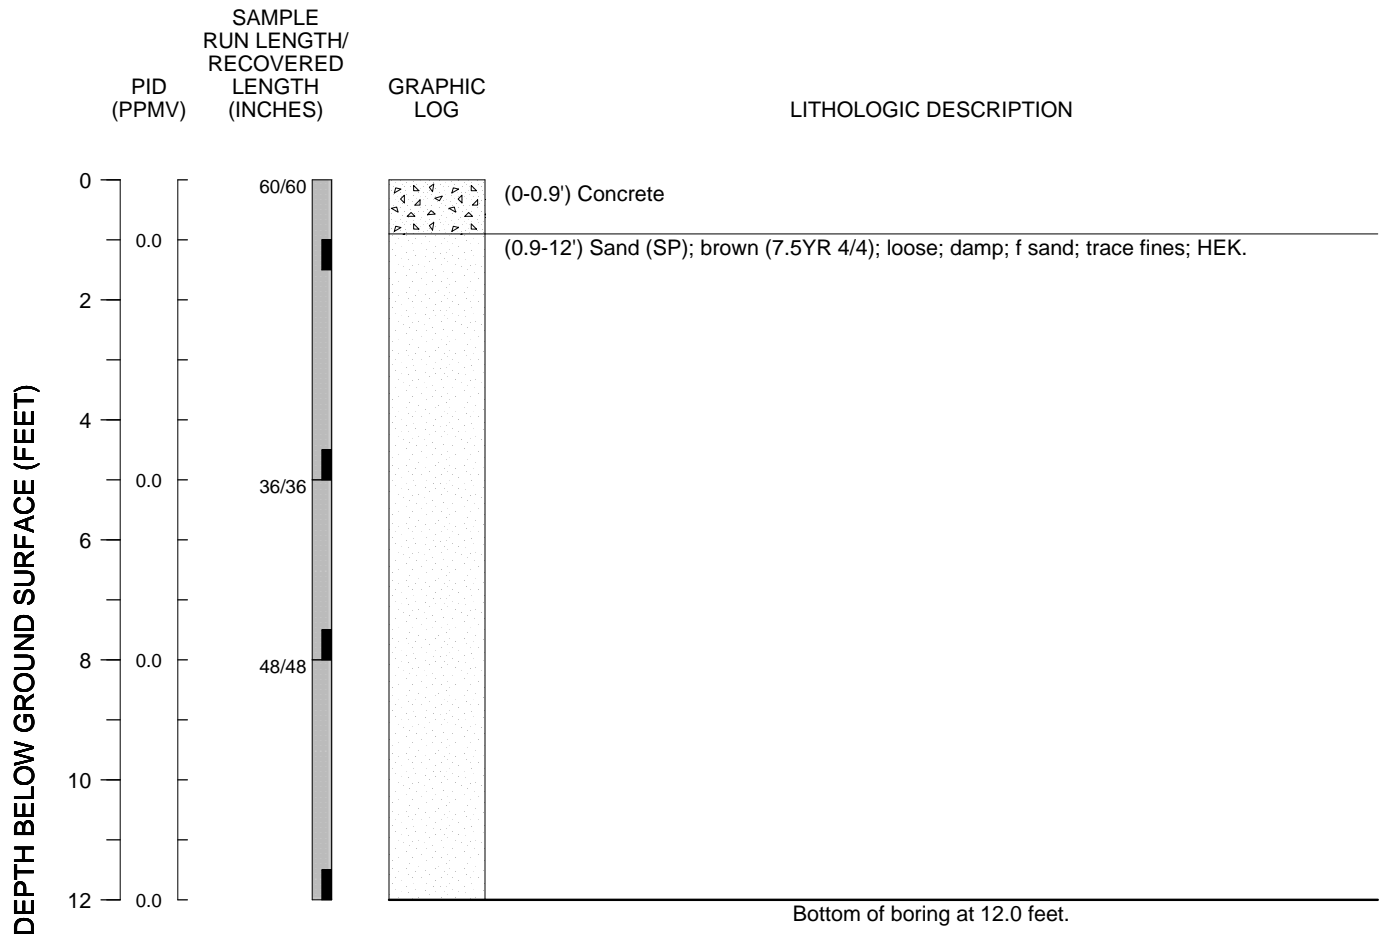 SAMPLE
RUN LENGTH/
RECOVERED
LENGTH
(INCHES)
PID
(PPMV)
GRAPHIC
LOG
LITHOLOGIC DESCRIPTION
DEPTH BELOW GROUND SURFACE (FEET)
0
60/60
(0-0.9') Concrete
0.0
(0.9-12') Sand (SP); brown (7.5YR 4/4); loose; damp; f sand; trace fines; HEK.
2
4
0.0
36/36
6
8
0.0
48/48
10
12
0.0
Bottom of boring at 12.0 feet.